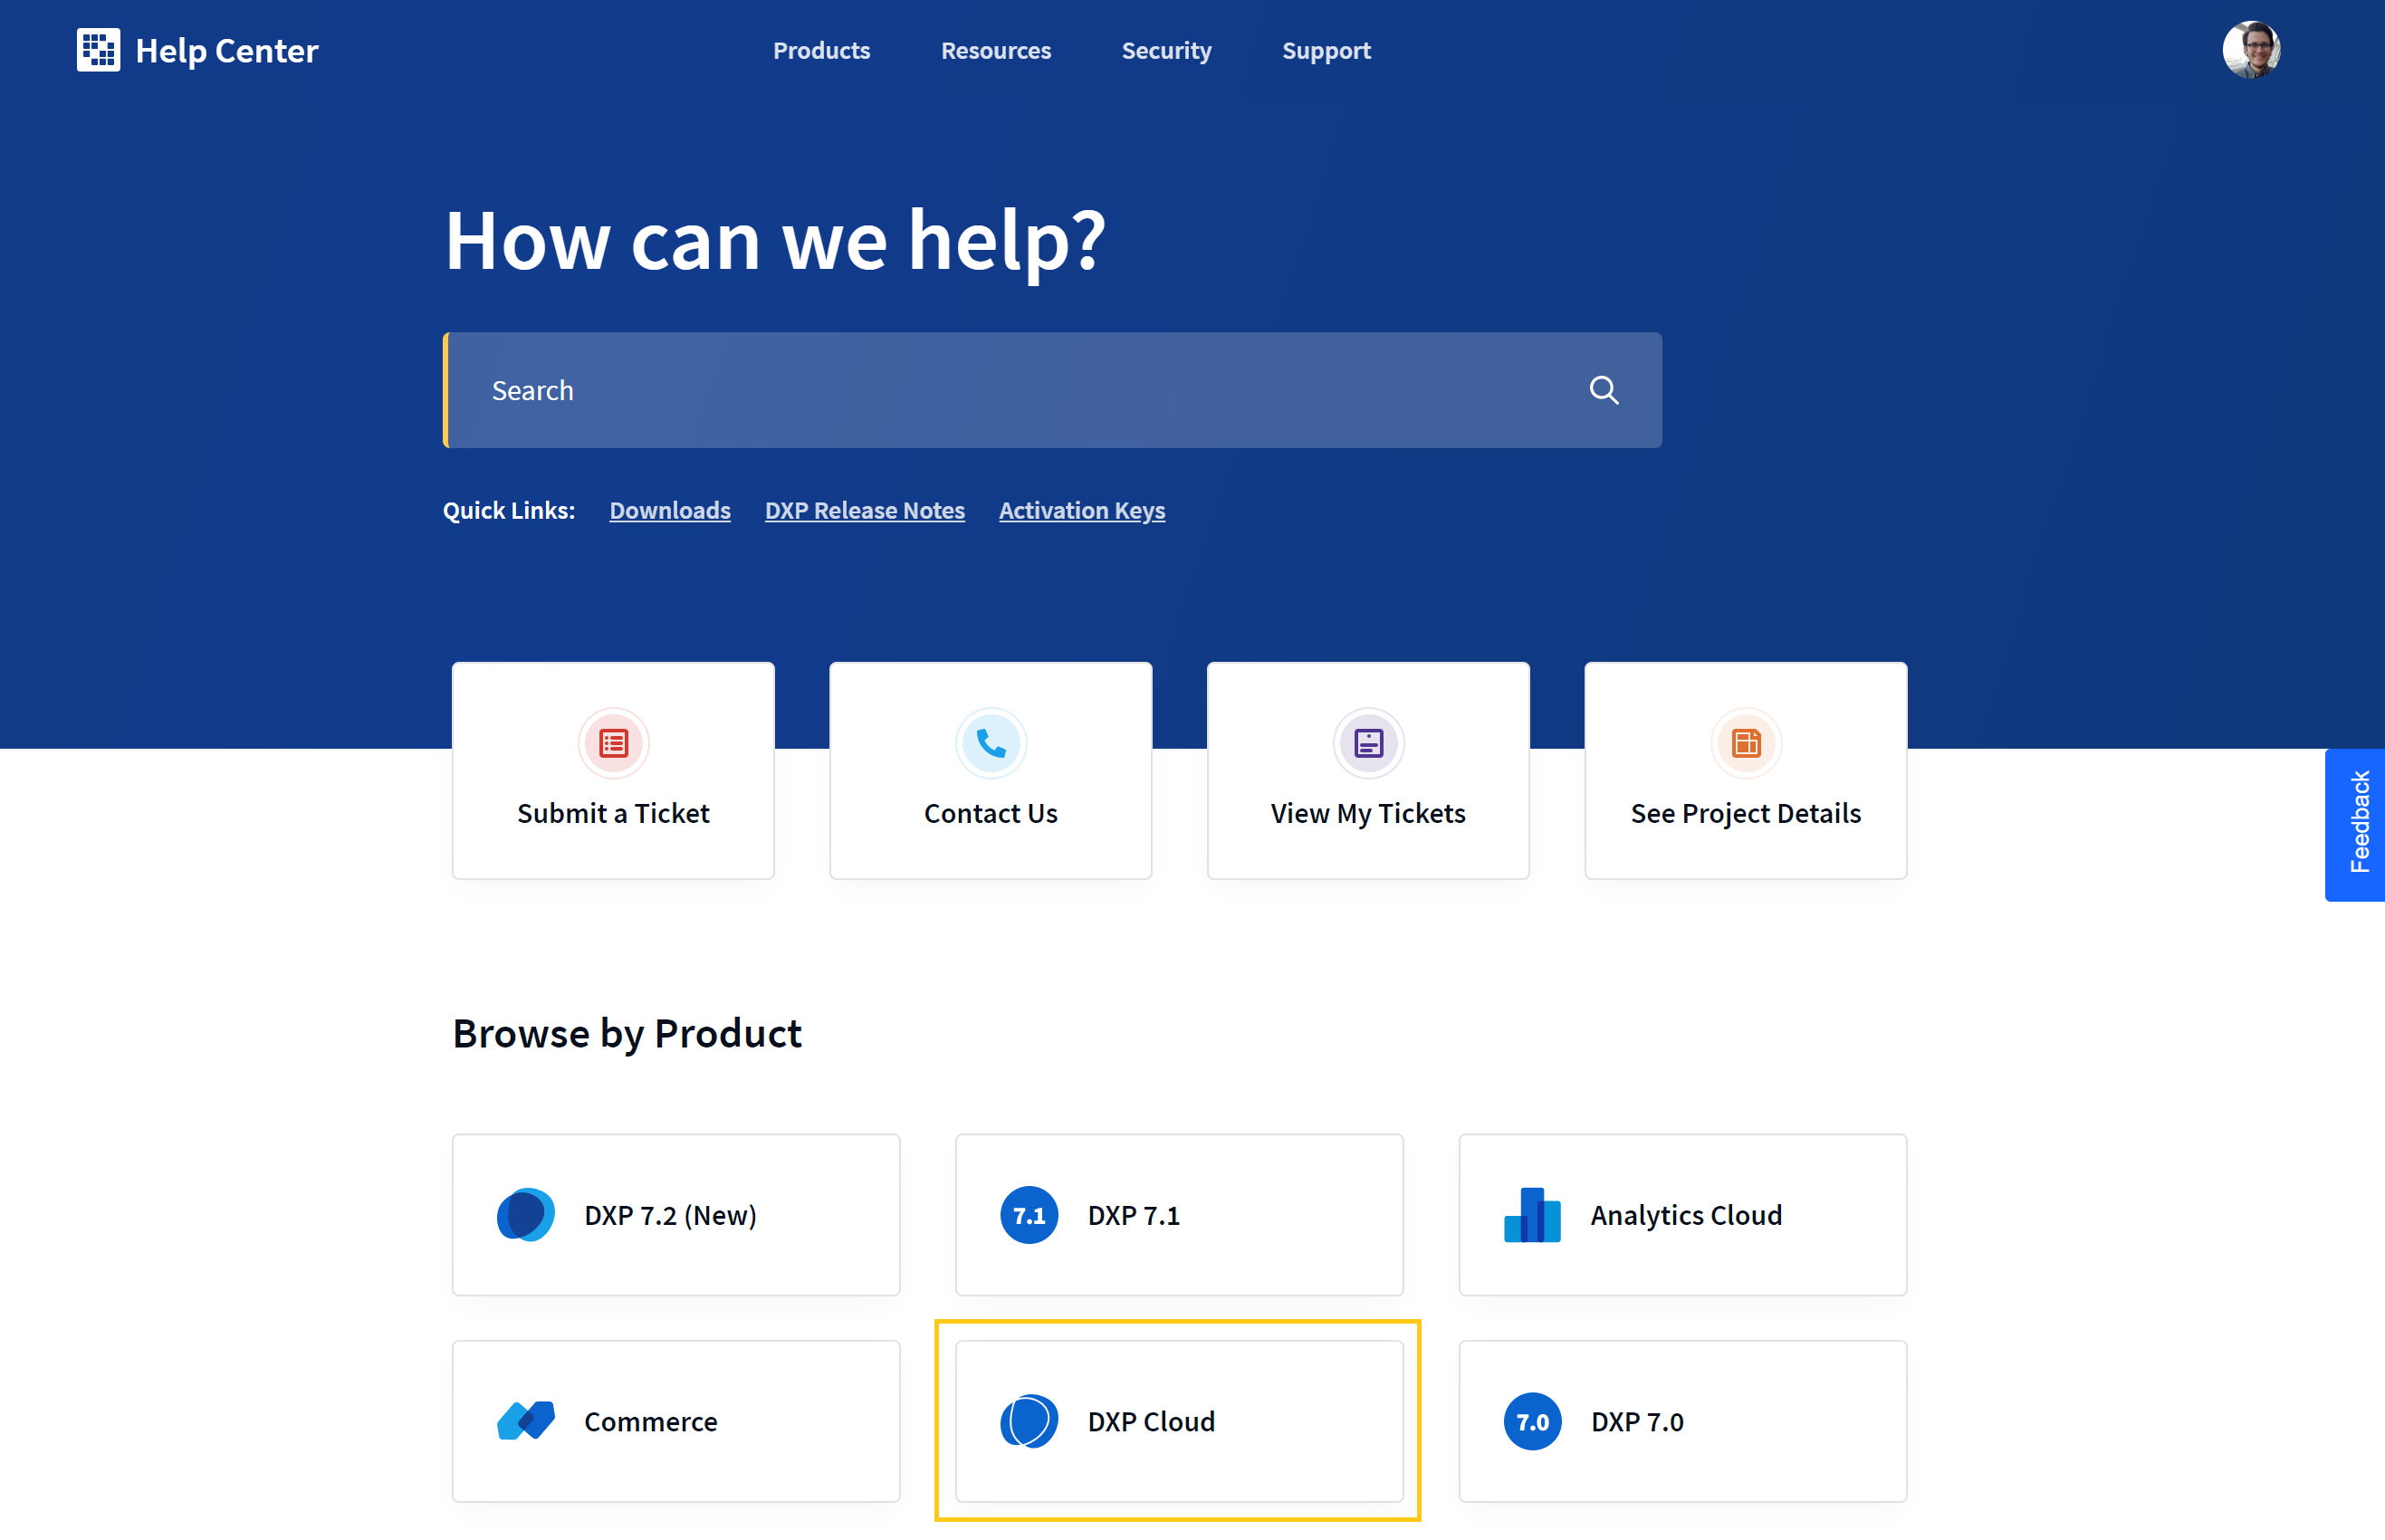 Help Center
Products Resources Security Support
How can we help?
Search
Quick Links: Downloads DXP Release Notes Activation Keys
Submit a Ticket
Contact Us
View My Tickets
See Project Details
Feedback
Browse by Product
DXP 7.2 (New)
7.1 DXP 7.1
Analytics Cloud
Commerce
DXP Cloud
7.0 DXP 7.0